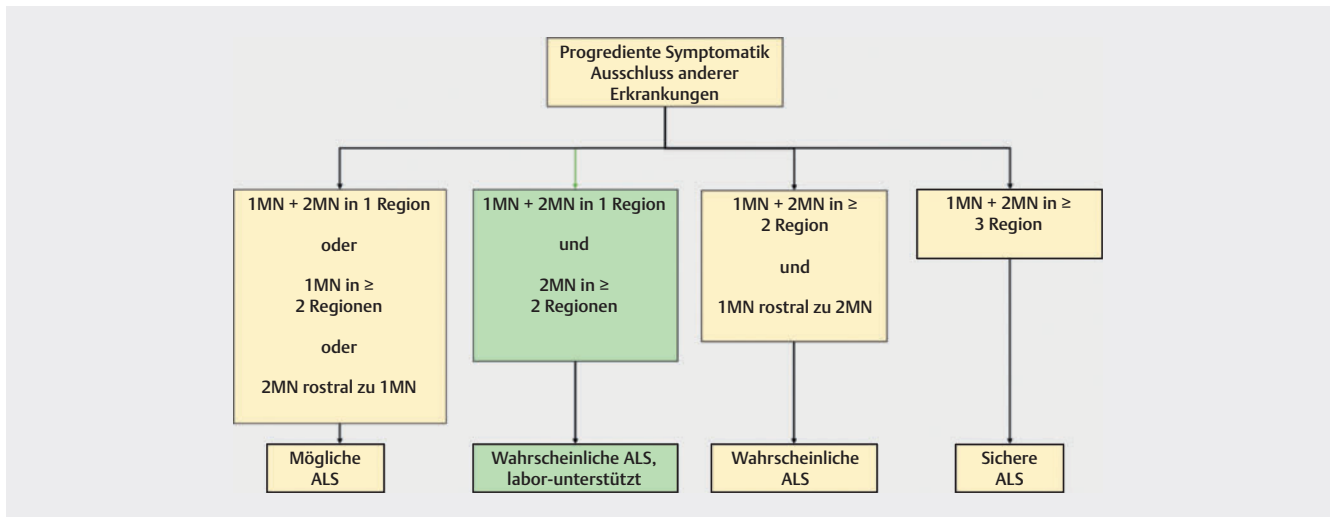 Progrediente Symptomatik
Ausschluss anderer
Erkrankungen
1MN + 2MN in 1 Region
oder
1MN in ≥
2 Regionen
oder
2MN rostral zu 1MN
1MN + 2MN in 1 Region
und
2MN in ≥
2 Regionen
1MN + 2MN in ≥
2 Region
und
1MN rostral zu 2MN
1MN + 2MN in ≥
3 Region
Mögliche
ALS
Wahrscheinliche ALS,
labor-unterstützt
Wahrscheinliche
ALS
Sichere
ALS